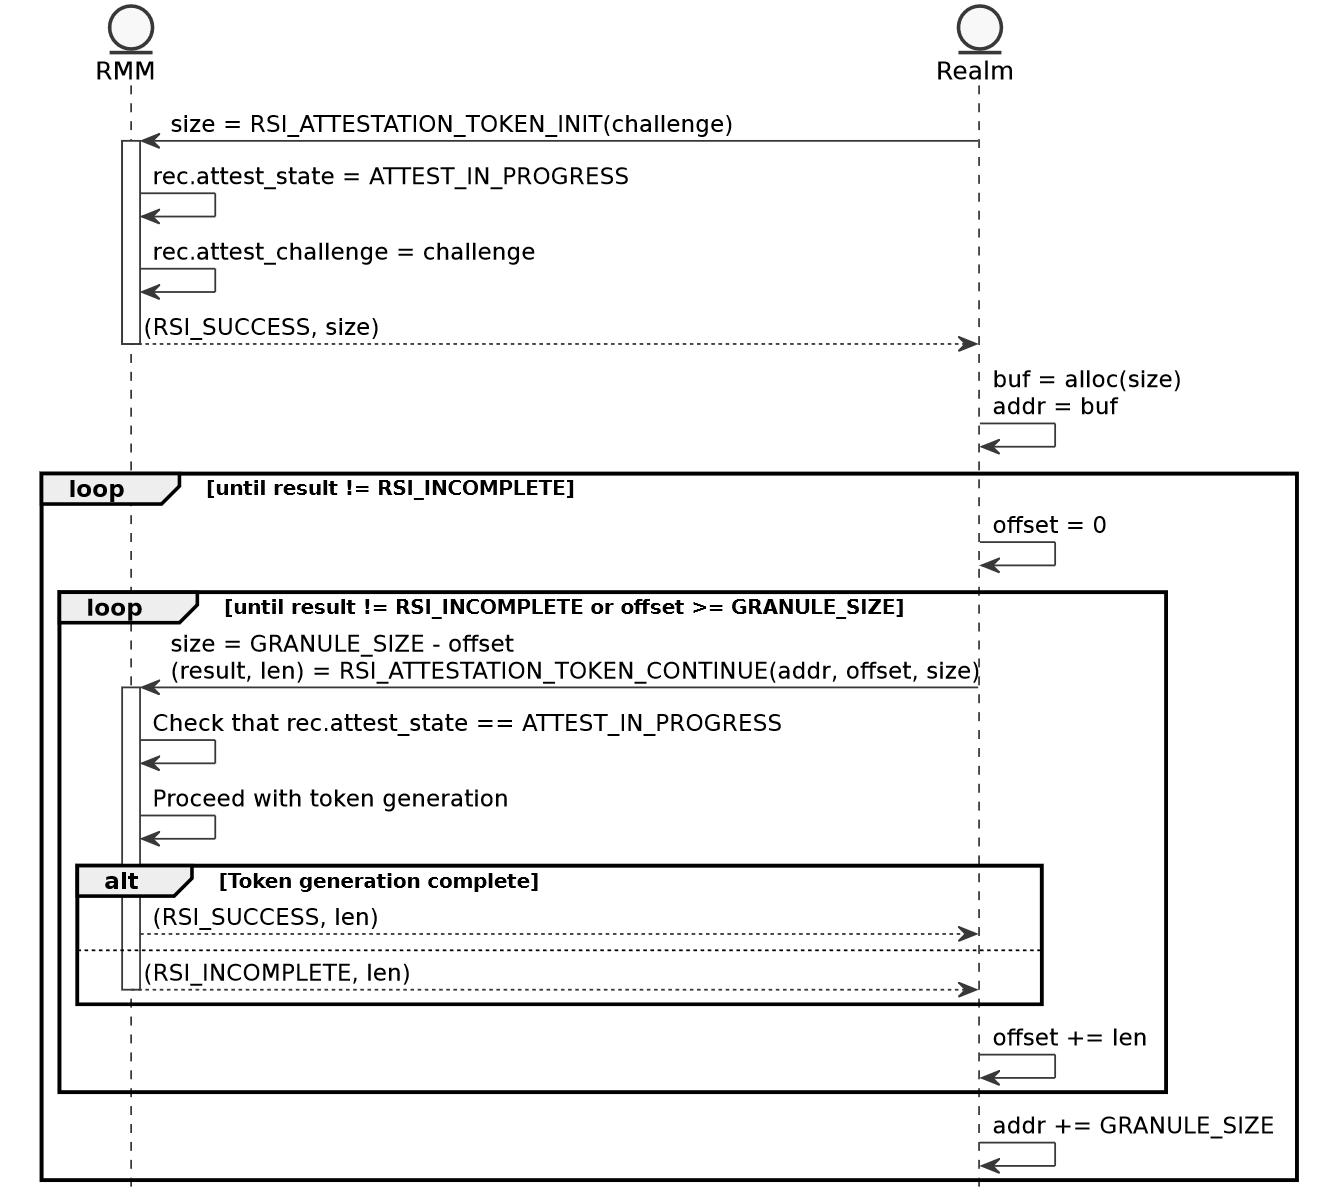 RMM
Realm
size = RSI_ATTESTATION_TOKEN_INIT(challenge)
rec.attest_state = ATTEST_IN_PROGRESS
rec.attest_challenge = challenge
(RSI_SUCCESS, size)
buf = alloc(size)
addr = buf
loop [until result != RSI_INCOMPLETE]
offset = 0
loop [until result != RSI_INCOMPLETE or offset >= GRANULE_SIZE]
size = GRANULE_SIZE - offset
(result, len) = RSI_ATTESTATION_TOKEN_CONTINUE(addr, offset, size)
Check that rec.attest_state == ATTEST_IN_PROGRESS
Proceed with token generation
alt [Token generation complete]
(RSI_SUCCESS, len)
(RSI_INCOMPLETE, len)
offset += len
addr += GRANULE_SIZE